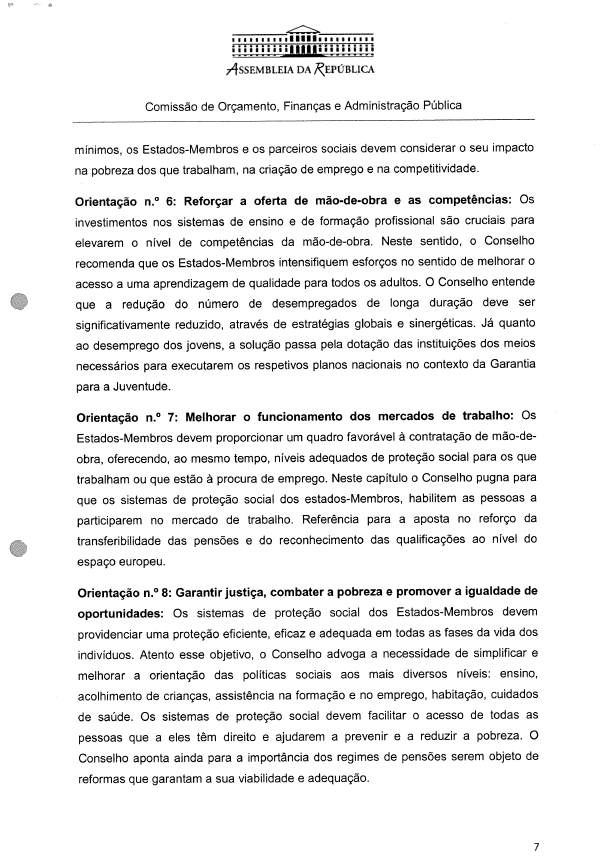 ASSEMBLEIA DA REPÚBLICA
Comissão de Orçamento, Finanças e Administração Pública
mínimos, os Estados-Membros e os parceiros sociais devem considerar o seu impacto
na pobreza dos que trabalham, na criação de emprego e na competitividade.
Orientação n.º 6: Reforçar a oferta de mão-de-obra e as competências: Os
investimentos nos sistemas de ensino e de formação profissional são cruciais para
elevarem o nível de competências da mão-de-obra. Neste sentido, o Conselho
recomenda que os Estados-Membros intensifiquem esforços no sentido de melhorar o
acesso a uma aprendizagem de qualidade para todos os adultos. O Conselho entende
que a redução do número de desempregados de longa duração deve ser
significativamente reduzido, através de estratégias globais e sinergéticas. Já quanto
ao desemprego dos jovens, a solução passa pela dotação das instituições dos meios
necessários para executarem os respetivos planos nacionais no contexto da Garantia
para a Juventude.
Orientação n.º 7: Melhorar o funcionamento dos mercados de trabalho: Os
Estados-Membros devem proporcionar um quadro favorável à contratação de mão-de-
obra, oferecendo, ao mesmo tempo, níveis adequados de proteção social para os que
trabalham ou que estão à procura de emprego. Neste capítulo o Conselho pugna para
que os sistemas de proteção social dos estados-Membros, habilitem as pessoas a
participarem no mercado de trabalho. Referência para a aposta no reforço da
transferibilidade das pensões e do reconhecimento das qualificações ao nível do
espaço europeu.
Orientação n.º 8: Garantir justiça, combater a pobreza e promover a igualdade de
oportunidades: Os sistemas de proteção social dos Estados-Membros devem
providenciar uma proteção eficiente, eficaz e adequada em todas as fases da vida dos
indivíduos. Atento esse objetivo, o Conselho advoga a necessidade de simplificar e
melhorar a orientação das políticas sociais aos mais diversos níveis: ensino,
acolhimento de crianças, assistência na formação e no emprego, habitação, cuidados
de saúde. Os sistemas de proteção social devem facilitar o acesso de todas as
pessoas que a eles têm direito e ajudarem a prevenir e a reduzir a pobreza. O
Conselho aponta ainda para a importância dos regimes de pensões serem objeto de
reformas que garantam a sua viabilidade e adequação.
7